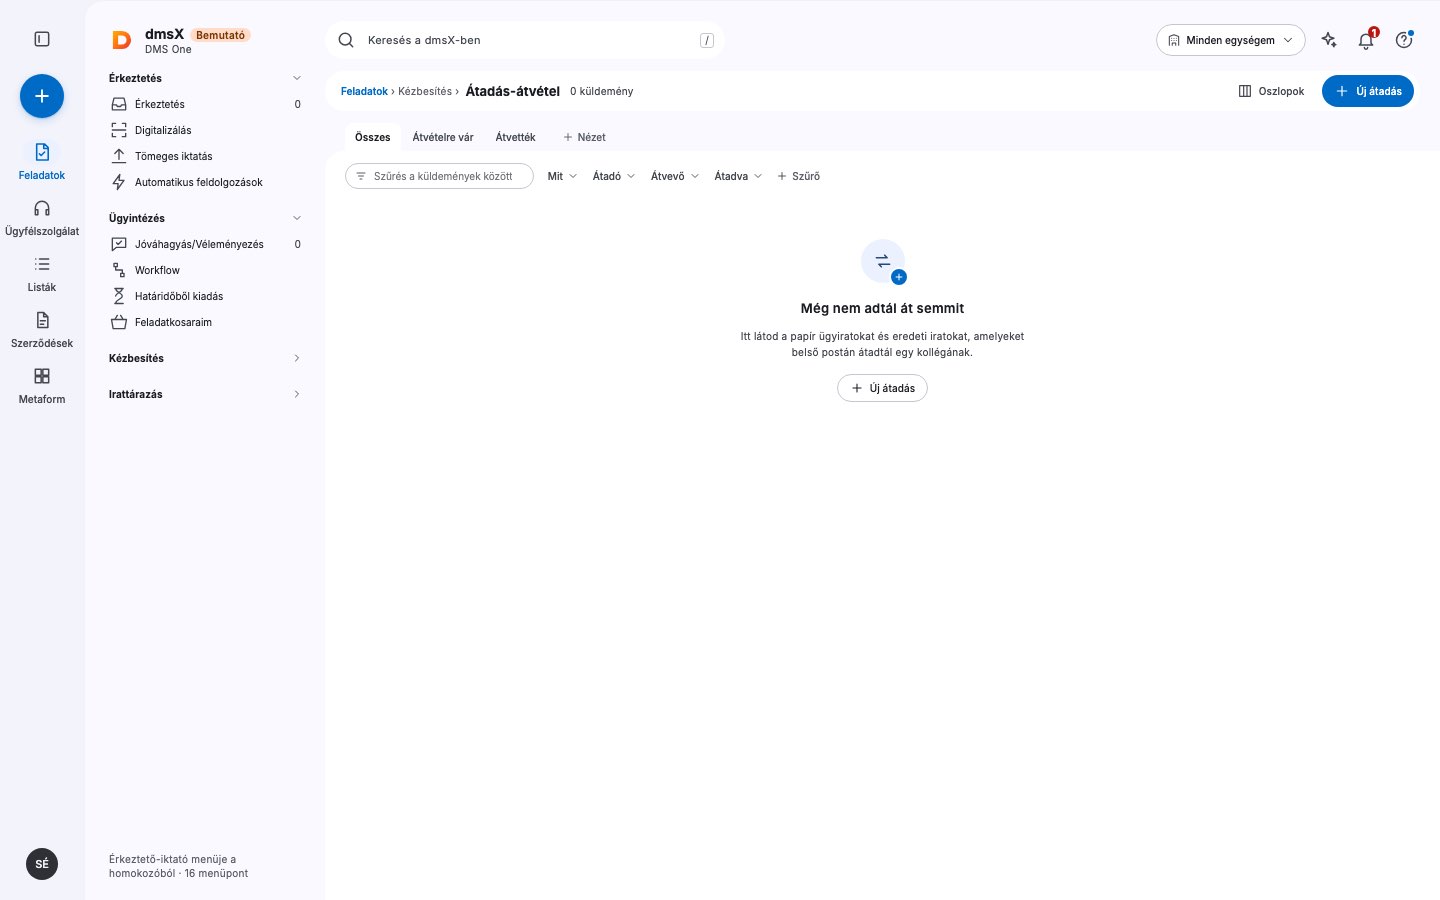 dmsX Bemutató
DMS One
Keresés a dmsX-ben /
Minden egységem
1
Feladatok
Ügyfélszolgálat
Listák
Szerződések
Metaform
SÉ
Érkeztetés
Érkeztetés 0
Digitalizálás
Tömeges iktatás
Automatikus feldolgozások
Ügyintézés
Jóváhagyás/Véleményezés 0
Workflow
Határidőből kiadás
Feladatkosaraim
Kézbesítés
Irattárazás
Érkeztető-iktató menüje a
homokozóból · 16 menüpont
Feladatok › Kézbesítés › Átadás-átvétel 0 küldemény
Oszlopok
Új átadás
Összes Átvételre vár Átvették Nézet
Szűrés a küldemények között Mit Átadó Átvevő Átadva Szűrő
Még nem adtál át semmit
Itt látod a papír ügyiratokat és eredeti iratokat, amelyeket
belső postán átadtál egy kollégának.
Új átadás